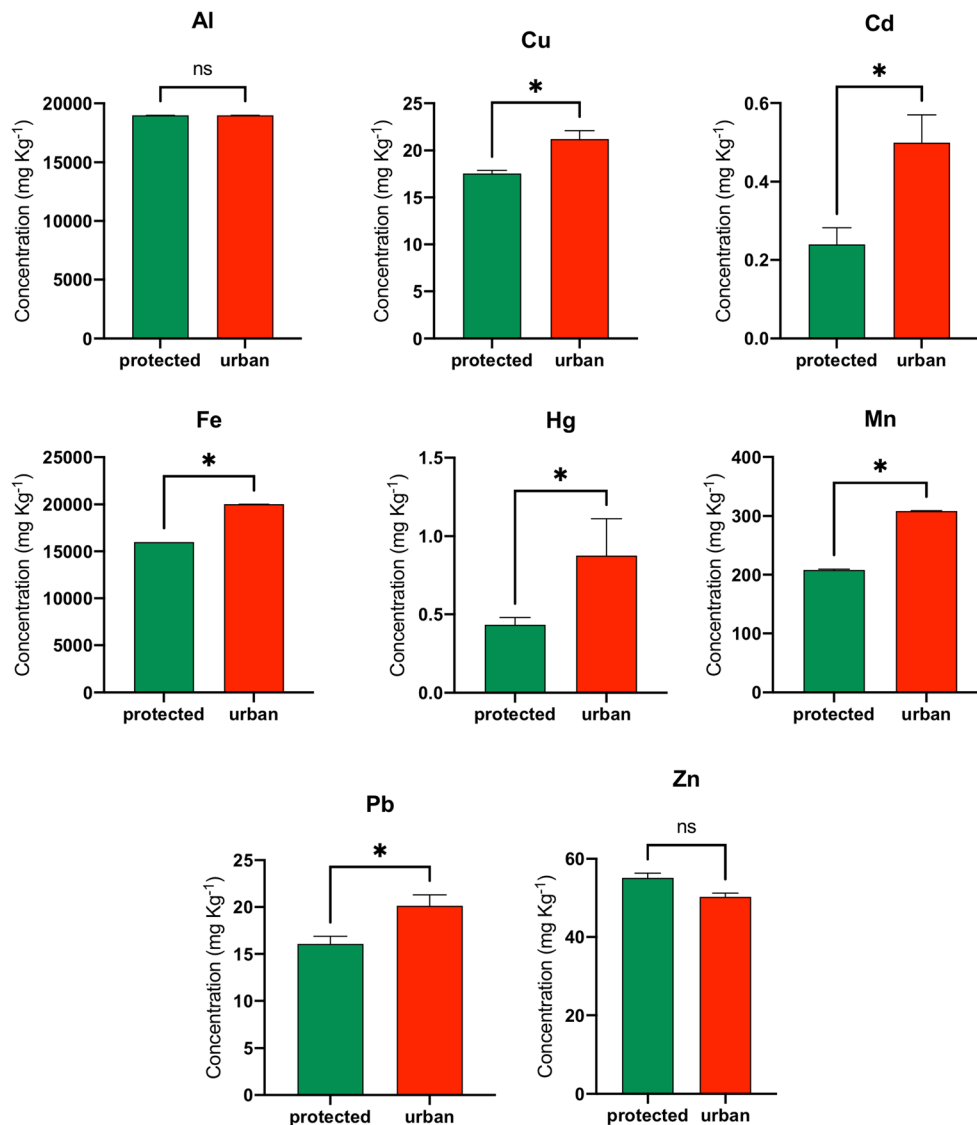 Al
ns
Concentration (mg Kg⁻¹)
20000
15000
10000
5000
0
protected urban
Cu
*
Concentration (mg Kg⁻¹)
25
20
15
10
5
0
protected urban
Cd
*
Concentration (mg Kg⁻¹)
0.6
0.4
0.2
0.0
protected urban
Fe
*
Concentration (mg Kg⁻¹)
25000
20000
15000
10000
5000
0
protected urban
Hg
*
Concentration (mg Kg⁻¹)
1.5
1.0
0.5
0.0
protected urban
Mn
*
Concentration (mg Kg⁻¹)
400
300
200
100
0
protected urban
Pb
*
Concentration (mg Kg⁻¹)
25
20
15
10
5
0
protected urban
Zn
ns
Concentration (mg Kg⁻¹)
60
40
20
0
protected urban